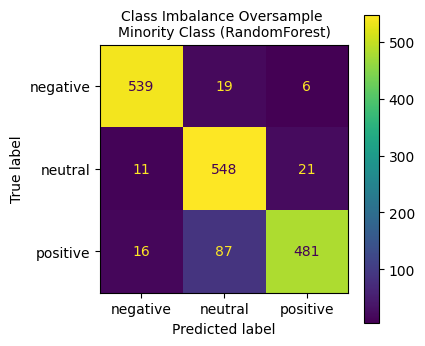 Class Imbalance Oversample
Minority Class (RandomForest)
True label
negative
neutral
positive
539 19 6
11 548 21
16 87 481
negative neutral positive
Predicted label
500
400
300
200
100